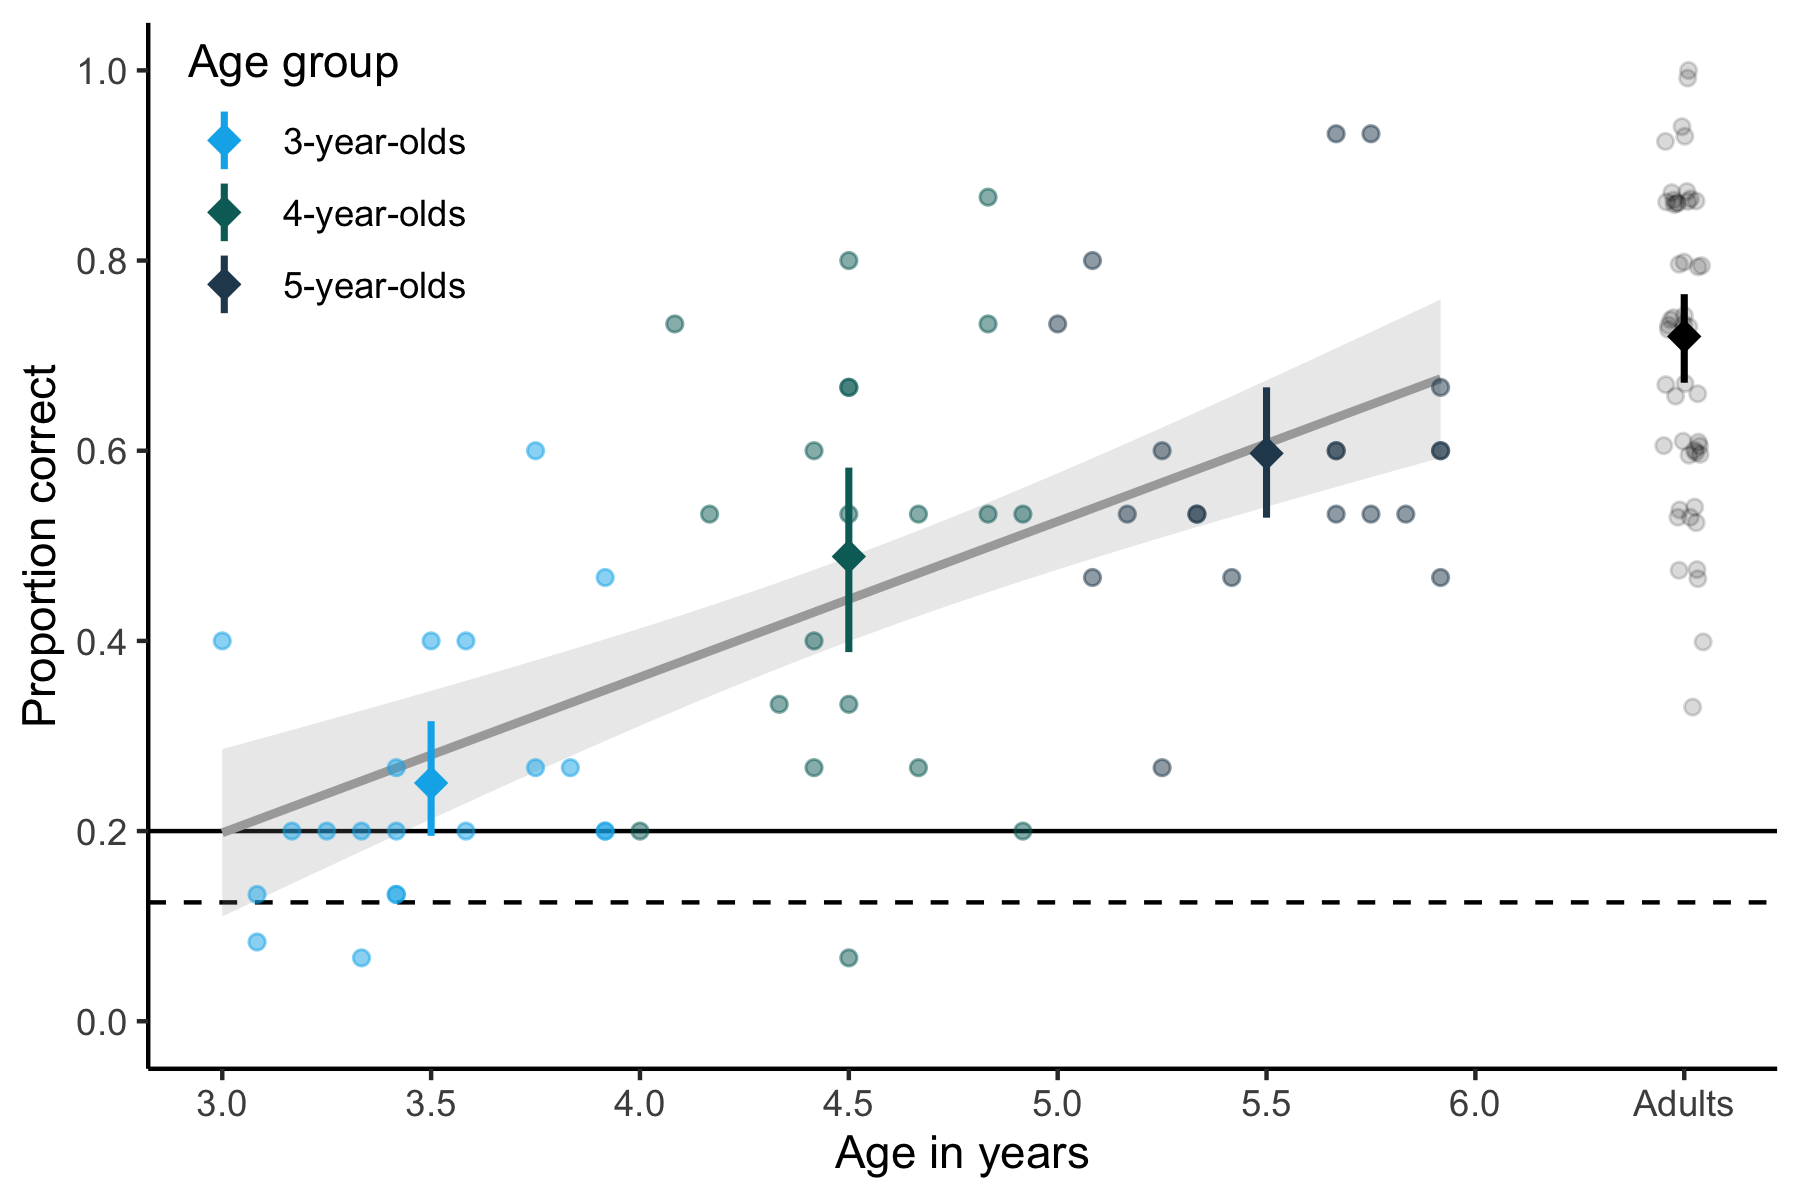 Age group
3-year-olds
4-year-olds
5-year-olds
Proportion correct
1.0
0.8
0.6
0.4
0.2
0.0
3.0 3.5 4.0 4.5 5.0 5.5 6.0 Adults
Age in years